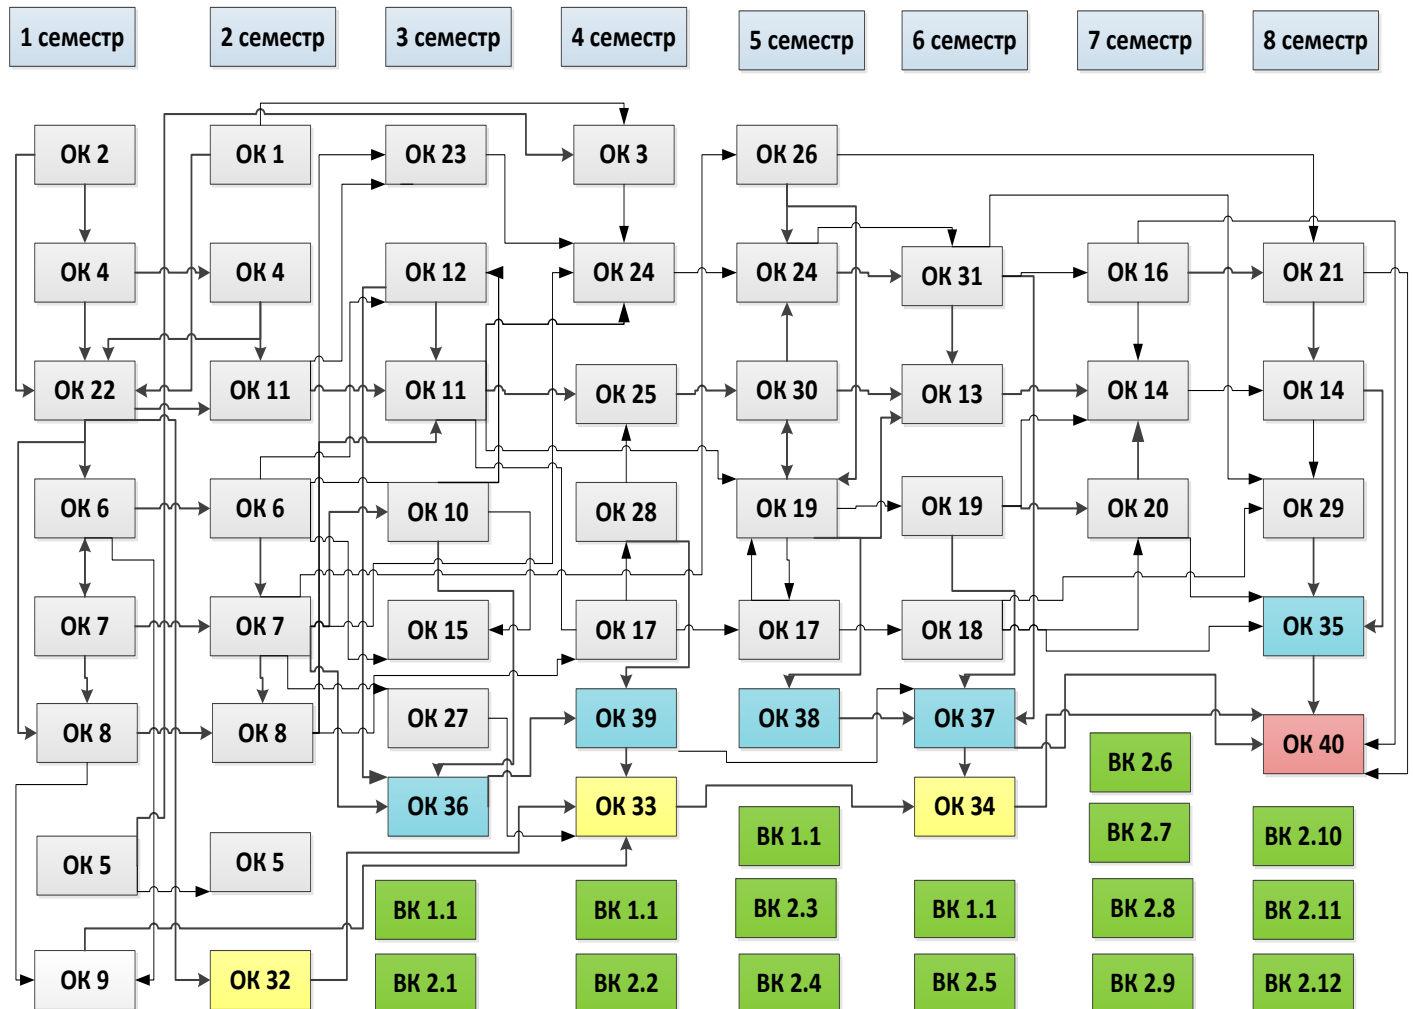 1 семестр 2 семестр 3 семестр 4 семестр 5 семестр 6 семестр 7 семестр 8 семестр
ОК 2 ОК 1 ОК 23 ОК 3 ОК 26
ОК 4 ОК 4 ОК 12 ОК 24 ОК 24 ОК 31 ОК 16 ОК 21
ОК 22 ОК 11 ОК 11 ОК 25 ОК 30 ОК 13 ОК 14 ОК 14
ОК 6 ОК 6 ОК 10 ОК 28 ОК 19 ОК 19 ОК 20 ОК 29
ОК 7 ОК 7 ОК 15 ОК 17 ОК 17 ОК 18 ОК 35
ОК 8 ОК 8 ОК 27 ОК 39 ОК 38 ОК 37 ОК 40
ВК 2.6
ОК 36 ОК 33 ОК 34
ВК 1.1 ВК 2.7 ВК 2.10
ОК 5 ОК 5
ВК 1.1 ВК 1.1 ВК 2.3 ВК 1.1 ВК 2.8 ВК 2.11
ОК 9 ОК 32 ВК 2.1 ВК 2.2 ВК 2.4 ВК 2.5 ВК 2.9 ВК 2.12